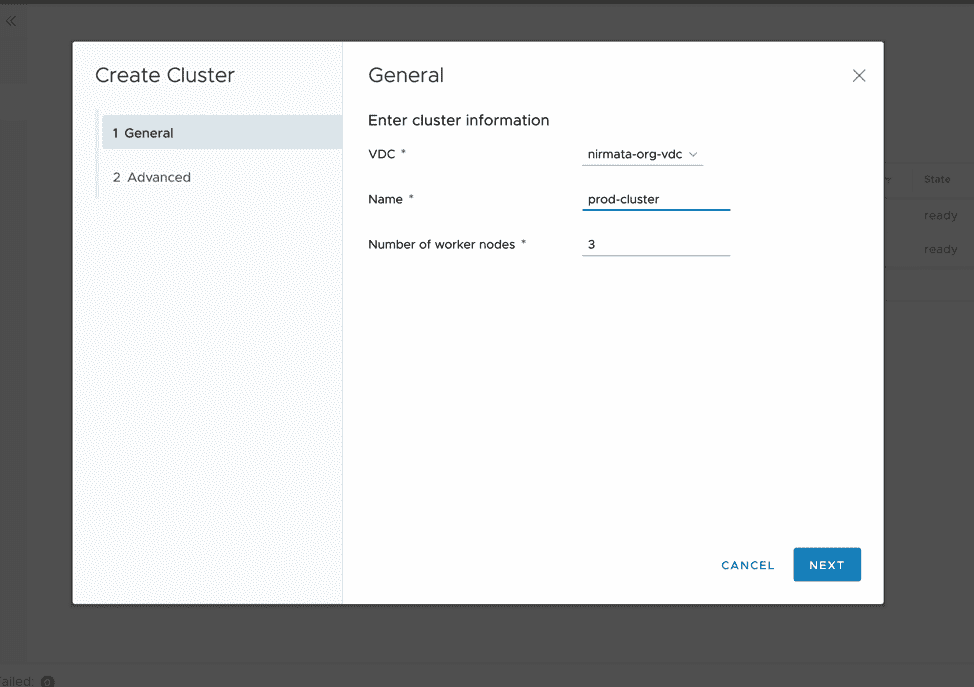 Create Cluster
1 General
2 Advanced
General
Enter cluster information
VDC *
nirmata-org-vdc
Name *
prod-cluster
Number of worker nodes *
3
CANCEL
NEXT
State
ready
ready